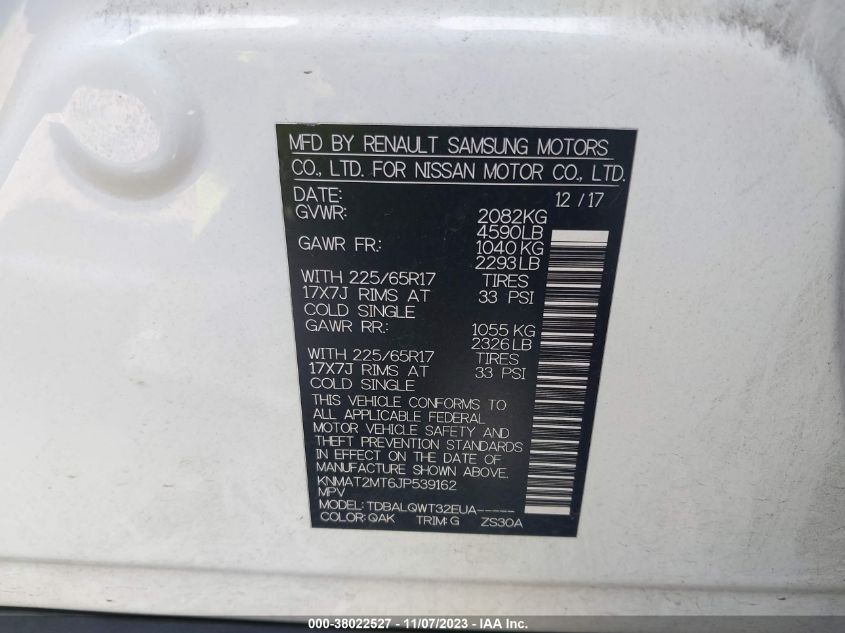 MFD BY RENAULT SAMSUNG MOTORS
CO., LTD. FOR NISSAN MOTOR CO., LTD.
DATE: 12 / 17
GVWR: 2082KG
4590LB
GAWR FR.: 1040 KG
2293 LB
WITH 225/65R17 TIRES
17X7J RIMS AT 33 PSI
COLD SINGLE
GAWR RR.: 1055 KG
2326 LB
WITH 225/65R17 TIRES
17X7J RIMS AT 33 PSI
COLD SINGLE
THIS VEHICLE CONFORMS TO
ALL APPLICABLE FEDERAL
MOTOR VEHICLE SAFETY AND
THEFT PREVENTION STANDARDS
IN EFFECT ON THE DATE OF
MANUFACTURE SHOWN ABOVE.
KNMAT2MT6JP539162
MPV
MODEL: TDBALQWT32EUA-----
COLOR: QAK TRIM: G ZS30A
000-38022527 - 11/07/2023 - IAA Inc.